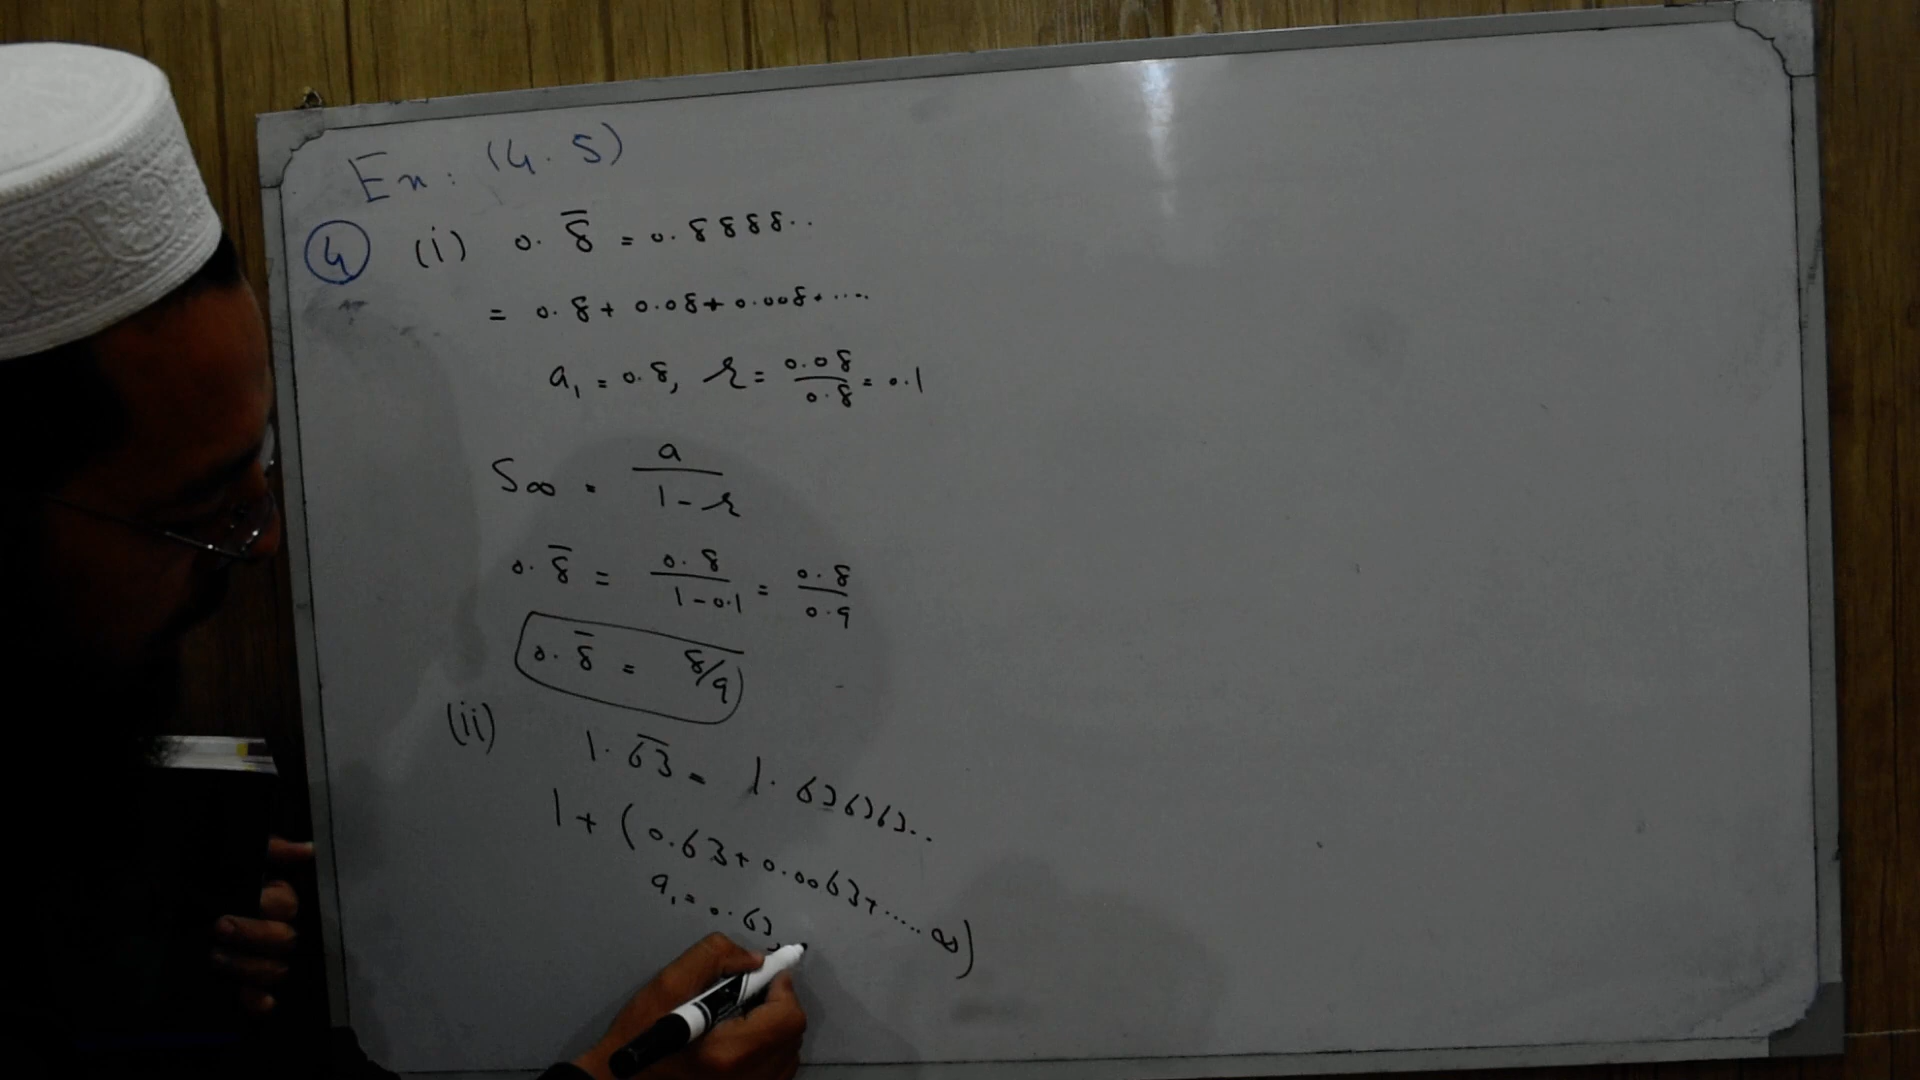 Ex: (4.5)
④ (i) 0.8̅ = 0.8888..
= 0.8 + 0.08 + 0.008 + ....
a₁ = 0.8, r = 0.08/0.8 = 0.1
S∞ = a/(1-r)
0.8̅ = 0.8/(1-0.1) = 0.8/0.9
0.8̅ = 8/9
(ii) 1.6̅3̅ = 1.636363..
1 + (0.63 + 0.0063 + ..... ∞)
a₁ = 0.63,